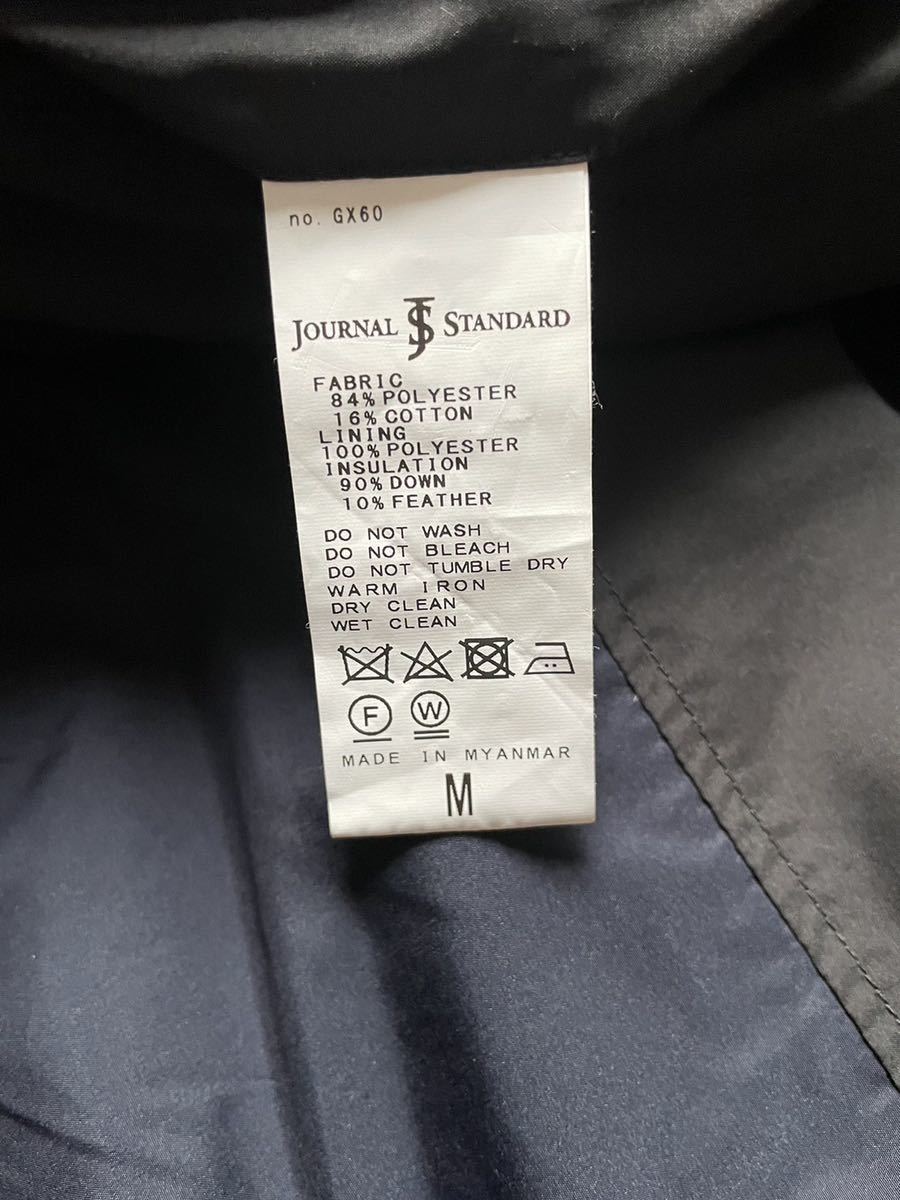 no. GX60
JOURNAL JS STANDARD
FABRIC
84% POLYESTER
16% COTTON
LINING
100% POLYESTER
INSULATION
90% DOWN
10% FEATHER
DO NOT WASH
DO NOT BLEACH
DO NOT TUMBLE DRY
WARM IRON
DRY CLEAN
WET CLEAN
F W
MADE IN MYANMAR
M